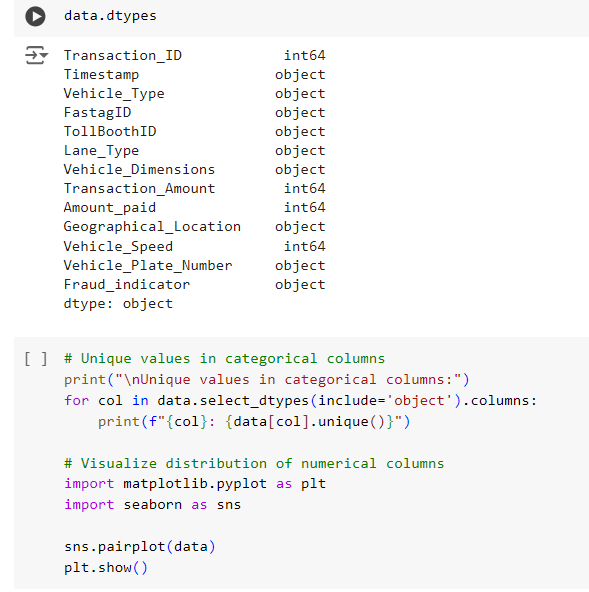 data.dtypes
Transaction_ID int64
Timestamp object
Vehicle_Type object
FastagID object
TollBoothID object
Lane_Type object
Vehicle_Dimensions object
Transaction_Amount int64
Amount_paid int64
Geographical_Location object
Vehicle_Speed int64
Vehicle_Plate_Number object
Fraud_indicator object
dtype: object
[ ] # Unique values in categorical columns
print("\nUnique values in categorical columns:")
for col in data.select_dtypes(include='object').columns:
    print(f"{col}: {data[col].unique()}")
# Visualize distribution of numerical columns
import matplotlib.pyplot as plt
import seaborn as sns
sns.pairplot(data)
plt.show()